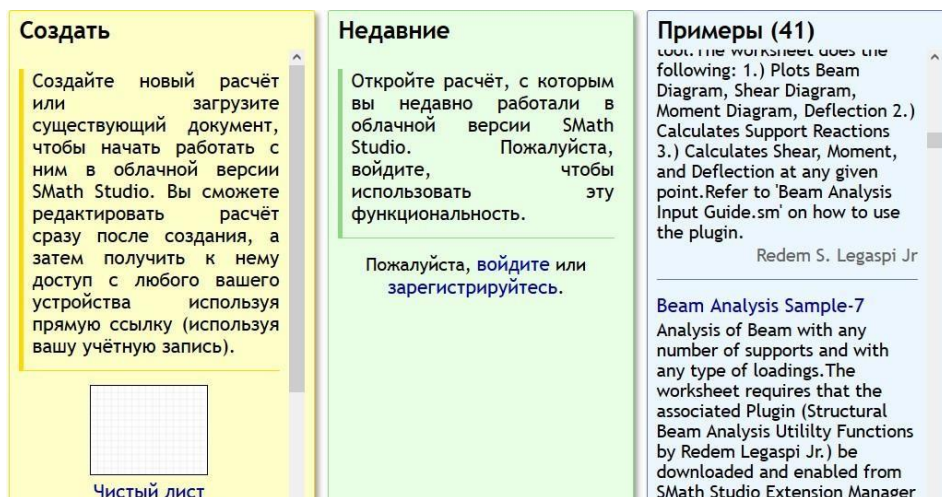 Создать
Создайте новый расчёт
или загрузите
существующий документ,
чтобы начать работать с
ним в облачной версии
SMath Studio. Вы сможете
редактировать расчёт
сразу после создания, а
затем получить к нему
доступ с любого вашего
устройства используя
прямую ссылку (используя
вашу учётную запись).
Чистый лист
Недавние
Откройте расчёт, с которым
вы недавно работали в
облачной версии SMath
Studio. Пожалуйста,
войдите, чтобы
использовать эту
функциональность.
Пожалуйста, войдите или
зарегистрируйтесь.
Примеры (41)
tool.The worksheet does the
following: 1.) Plots Beam
Diagram, Shear Diagram,
Moment Diagram, Deflection 2.)
Calculates Support Reactions
3.) Calculates Shear, Moment,
and Deflection at any given
point.Refer to 'Beam Analysis
Input Guide.sm' on how to use
the plugin.
Redem S. Legaspi Jr
Beam Analysis Sample-7
Analysis of Beam with any
number of supports and with
any type of loadings.The
worksheet requires that the
associated Plugin (Structural
Beam Analysis Utililty Functions
by Redem Legaspi Jr.) be
downloaded and enabled from
SMath Studio Extension Manager